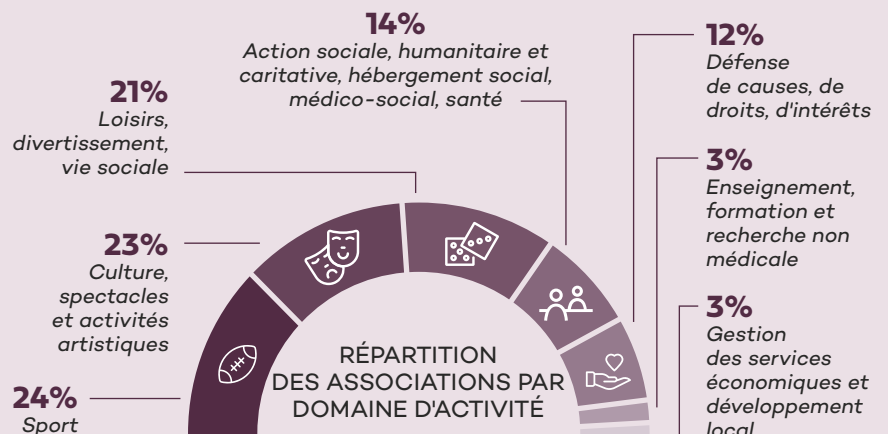 14%
Action sociale, humanitaire et
caritative, hébergement social,
médico-social, santé
12%
Défense
de causes, de
droits, d'intérêts
21%
Loisirs,
divertissement,
vie sociale
3%
Enseignement,
formation et
recherche non
médicale
23%
Culture,
spectacles
et activités
artistiques
3%
Gestion
des services
économiques et
développement
local
RÉPARTITION
DES ASSOCIATIONS PAR
DOMAINE D'ACTIVITÉ
24%
Sport